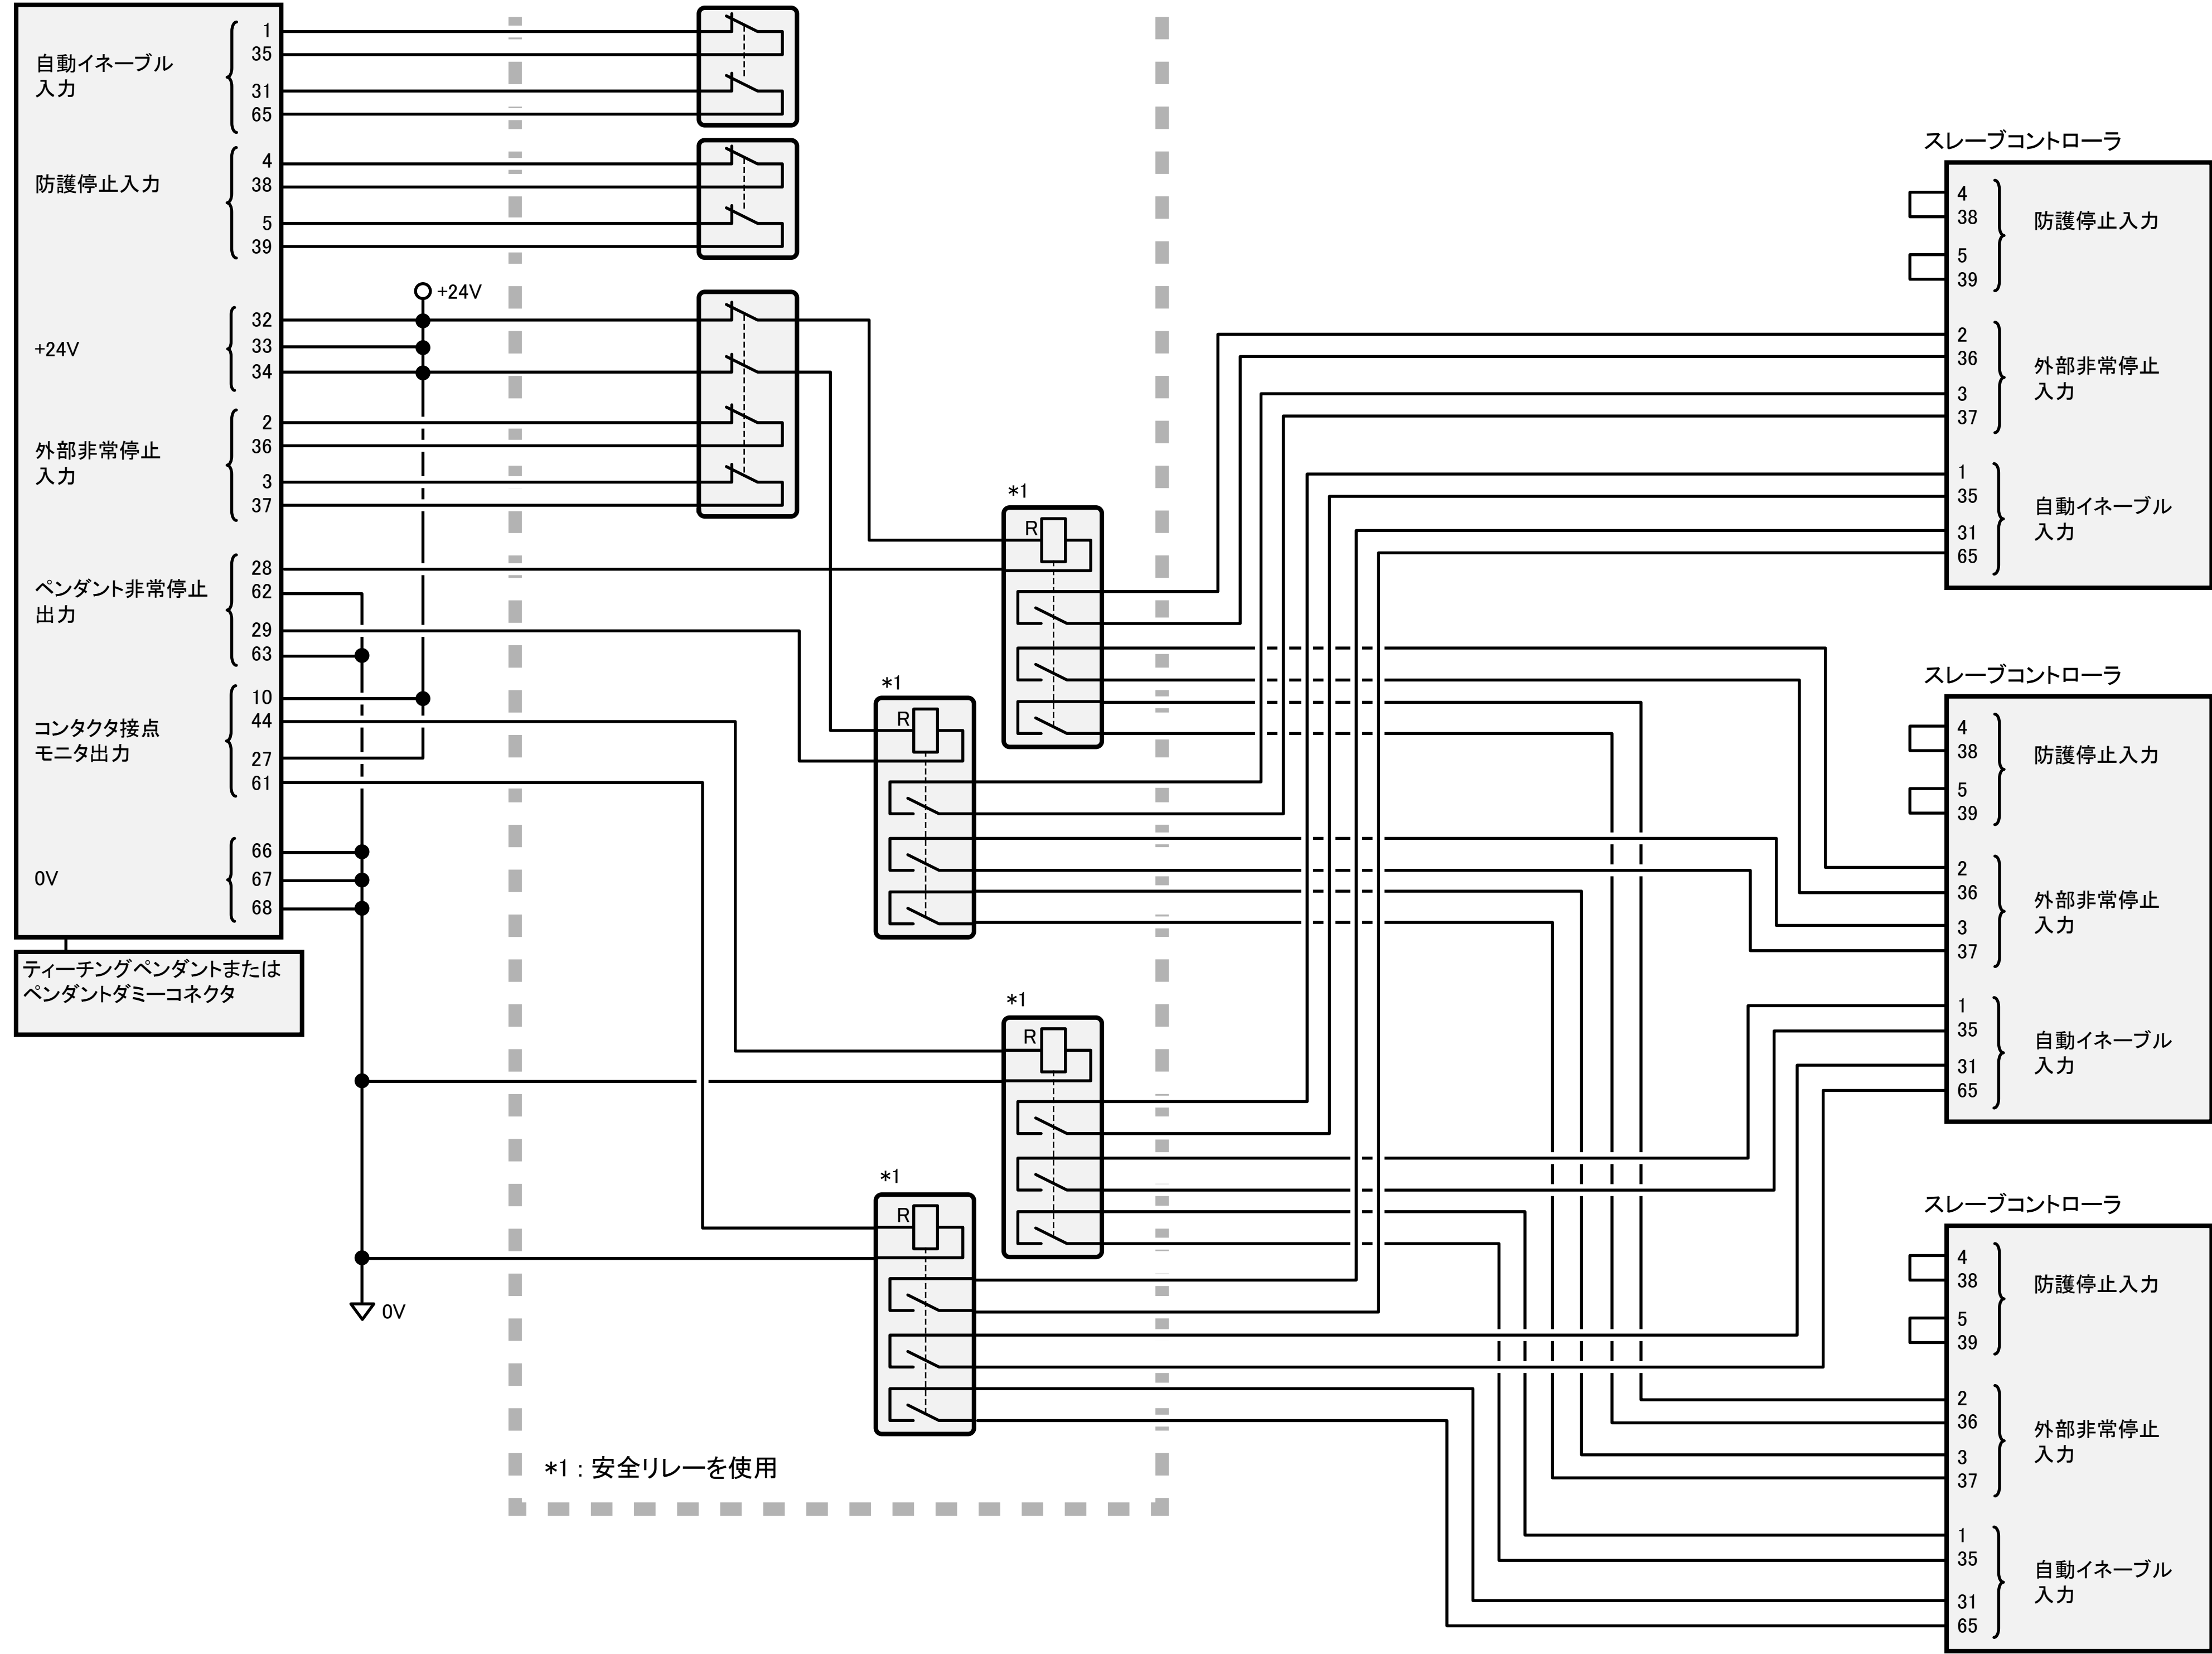 自動イネーブル
入力
1
35
31
65
防護停止入力
4
38
5
39
+24V
+24V
32
33
34
外部非常停止
入力
2
36
3
37
ペンダント非常停止
出力
28
62
29
63
コンタクタ接点
モニタ出力
10
44
27
61
0V
66
67
68
ティーチングペンダントまたは
ペンダントダミーコネクタ
0V
*1
R
*1
R
*1
R
*1
R
*1：安全リレーを使用
スレーブコントローラ
4
38
5
39
防護停止入力
2
36
3
37
外部非常停止
入力
1
35
31
65
自動イネーブル
入力
スレーブコントローラ
4
38
5
39
防護停止入力
2
36
3
37
外部非常停止
入力
1
35
31
65
自動イネーブル
入力
スレーブコントローラ
4
38
5
39
防護停止入力
2
36
3
37
外部非常停止
入力
1
35
31
65
自動イネーブル
入力